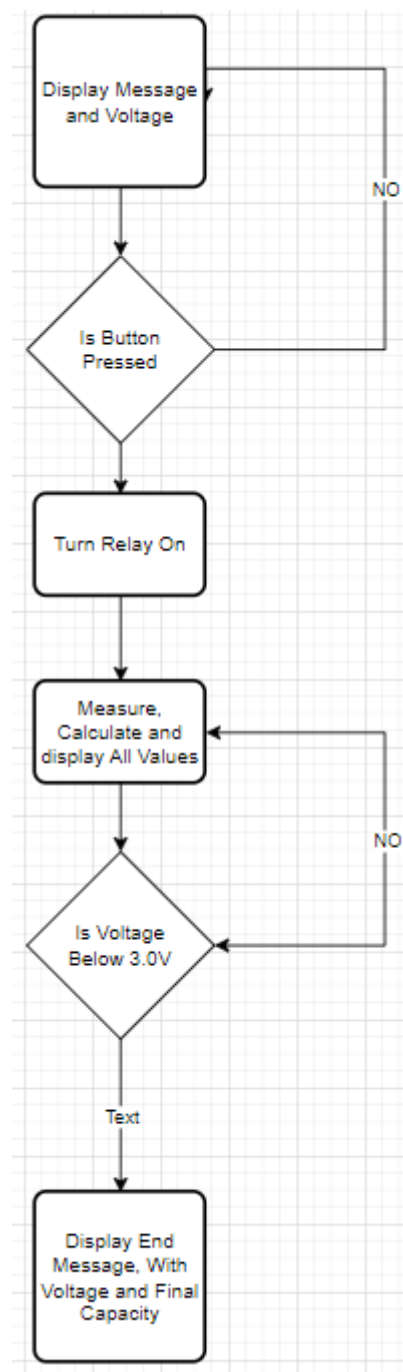 Display Message
and Voltage
NO
Is Button
Pressed
Turn Relay On
Measure,
Calculate and
display All Values
NO
Is Voltage
Below 3.0V
Text
Display End
Message, With
Voltage and Final
Capacity